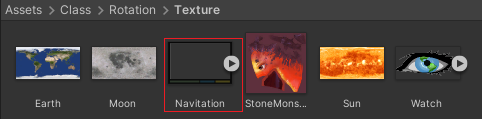 Assets > Class > Rotation > Texture
Earth Moon Navitation StoneMons... Sun Watch